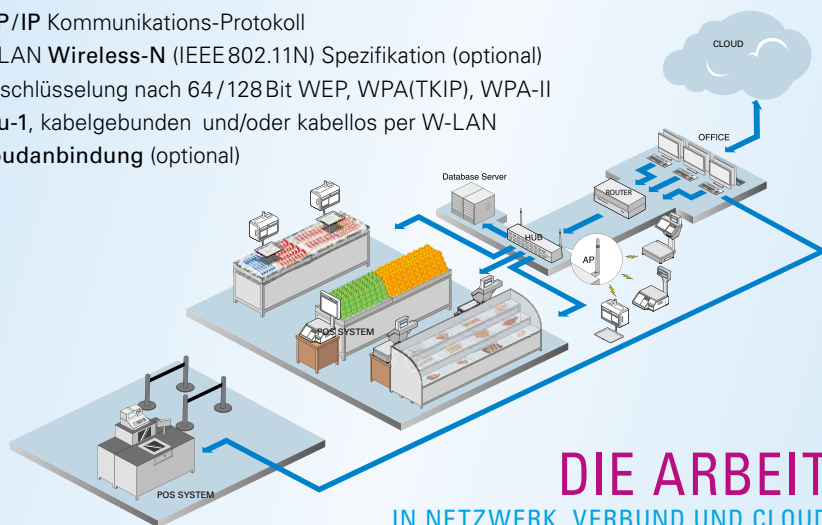 P/IP Kommunikations-Protokoll
LAN Wireless-N (IEEE 802.11N) Spezifikation (optional)
schlüsselung nach 64/128 Bit WEP, WPA(TKIP), WPA-II
u-1, kabelgebunden und/oder kabellos per W-LAN
oudanbindung (optional)
CLOUD
OFFICE
Database Server
ROUTER
HUB
AP
POS SYSTEM
POS SYSTEM
DIE ARBEIT
IN NETZWERK, VERBUND UND CLOUD